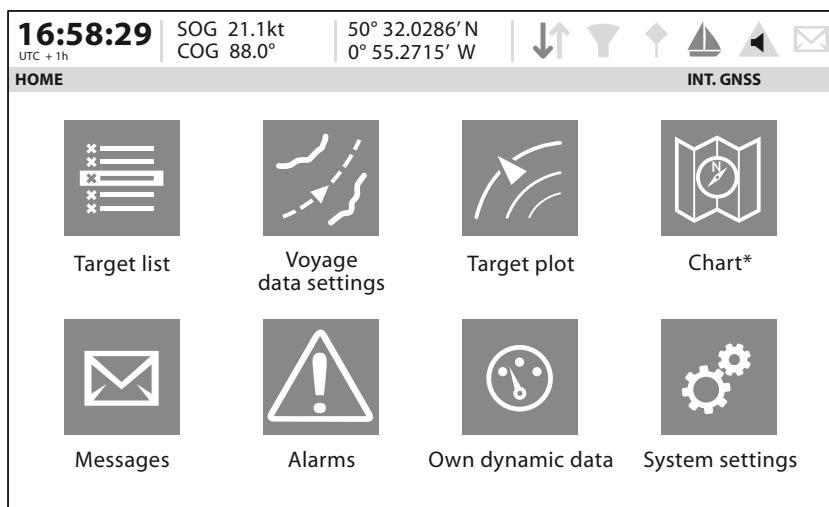 16:58:29
UTC + 1h
SOG 21.1kt
COG 88.0°
50° 32.0286′ N
0° 55.2715′ W
HOME
INT. GNSS
Target list
Voyage
data settings
Target plot
N
Chart*
Messages
Alarms
Own dynamic data
System settings